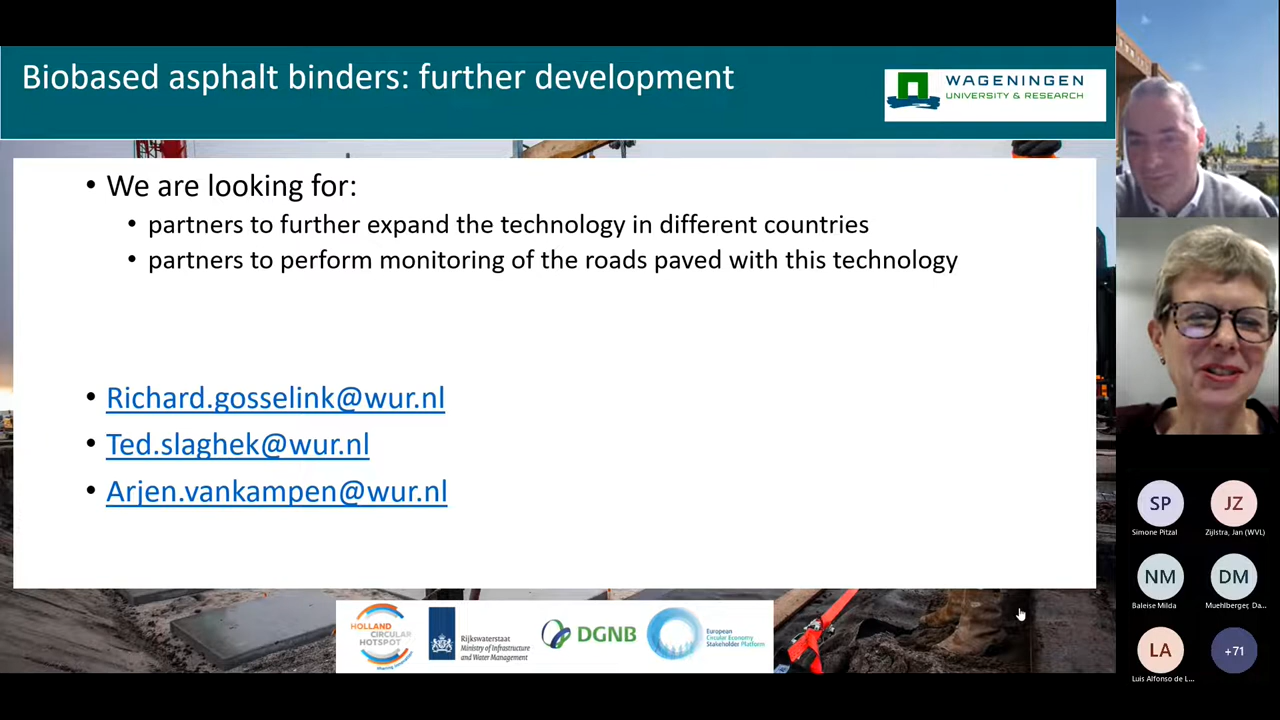 Biobased asphalt binders: further development
WAGENINGEN
UNIVERSITY & RESEARCH
• We are looking for:
• partners to further expand the technology in different countries
• partners to perform monitoring of the roads paved with this technology
• Richard.gosselink@wur.nl
• Ted.slaghek@wur.nl
• Arjen.vankampen@wur.nl
HOLLAND
CIRCULAR
HOTSPOT
Rijkswaterstaat
Ministry of Infrastructure
and Water Management
DGNB
European
Circular Economy
Stakeholder Platform
SP
Simone Pitzal
JZ
Zijlstra, Jan (WVL)
NM
Baleise Milda
DM
Muehlberger, Da...
LA
Luis Alfonso de L...
+71